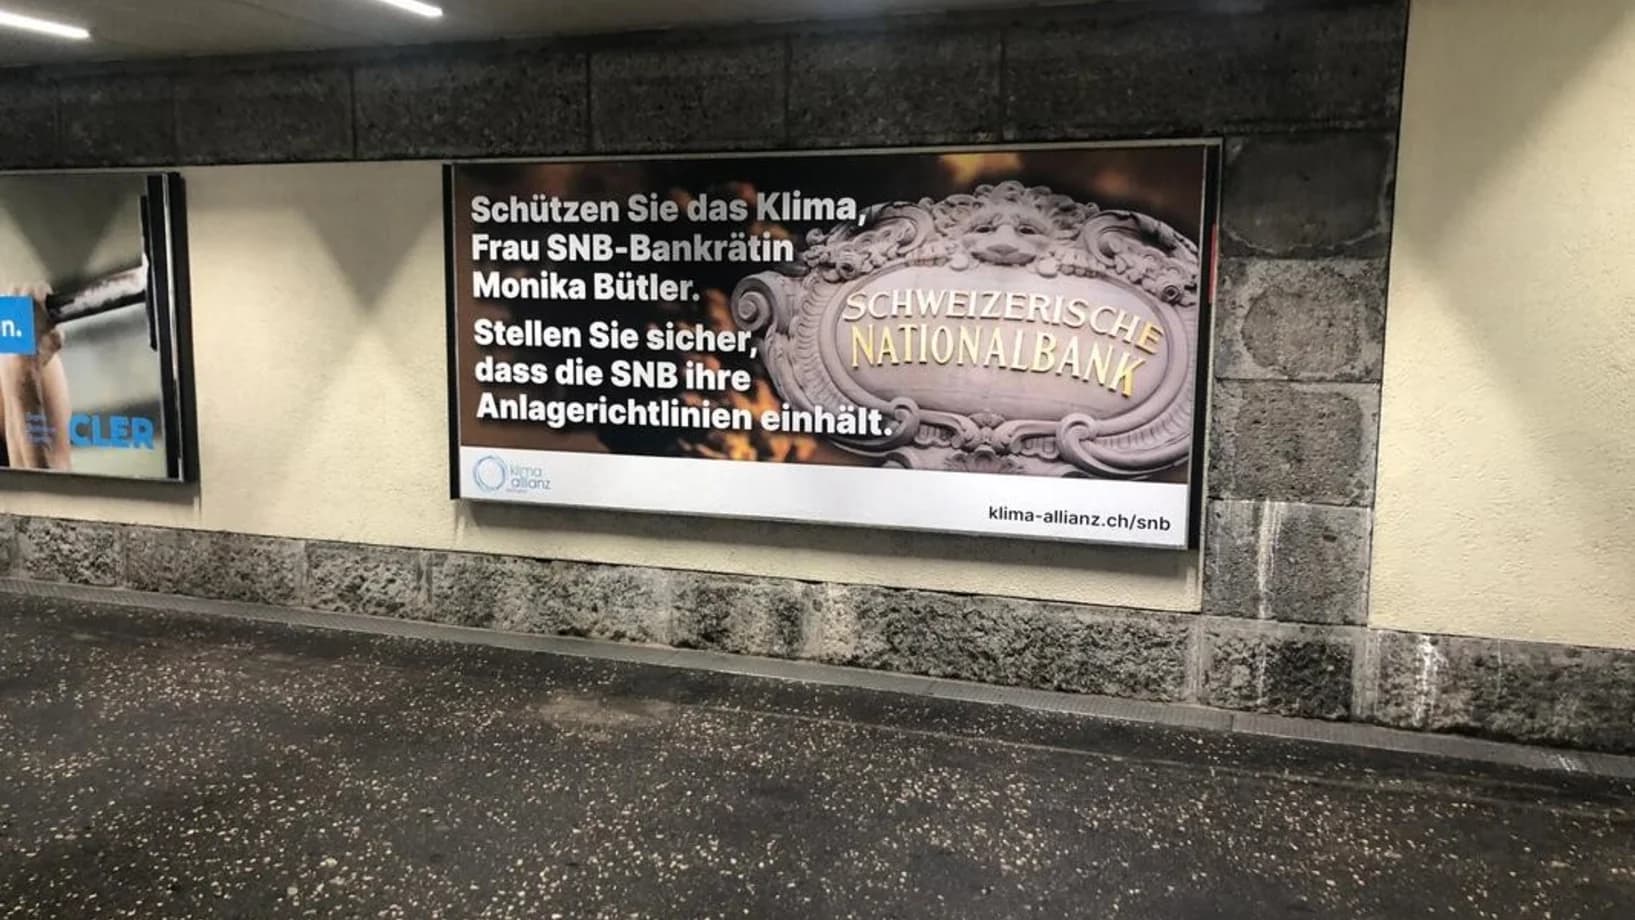 n.
CLER
Schützen Sie das Klima,
Frau SNB-Bankrätin
Monika Bütler.
Stellen Sie sicher,
dass die SNB ihre
Anlagerichtlinien einhält.
SCHWEIZERISCHE
NATIONALBANK
klima
allianz
klima-allianz.ch/snb